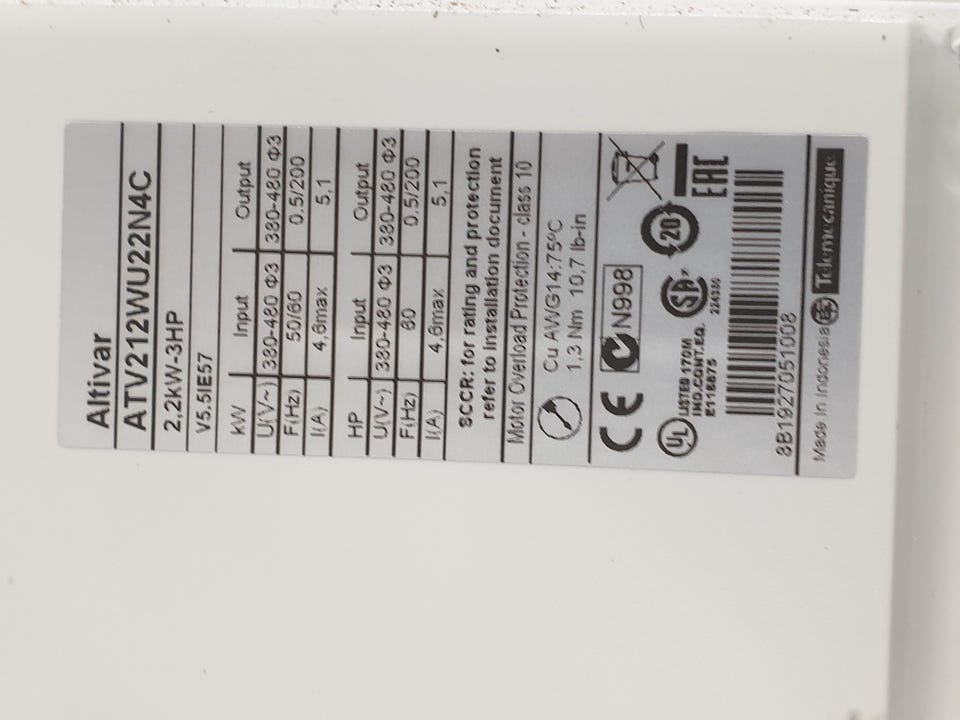 Altivar
ATV212WU22N4C
2,2kW-3HP
V5.5IE57
kW Input Output
U(V~) 380-480 Φ3 380-480 Φ3
F(Hz) 50/60 0.5/200
I(A) 4,6max 5,1
HP Input Output
U(V~) 380-480 Φ3 380-480 Φ3
F(Hz) 60 0.5/200
I(A) 4,6max 5,1
SCCR: for rating and protection
refer to installation document
Motor Overload Protection - class 10
Cu AWG14:75°C
1,3 Nm 10,7 lb-in
CE N998
UL LISTED 170M
IND.CONT.EQ.
E116875
SA
224350
20
EAC
8B1927051008
Made in Indonesia Telemecanique